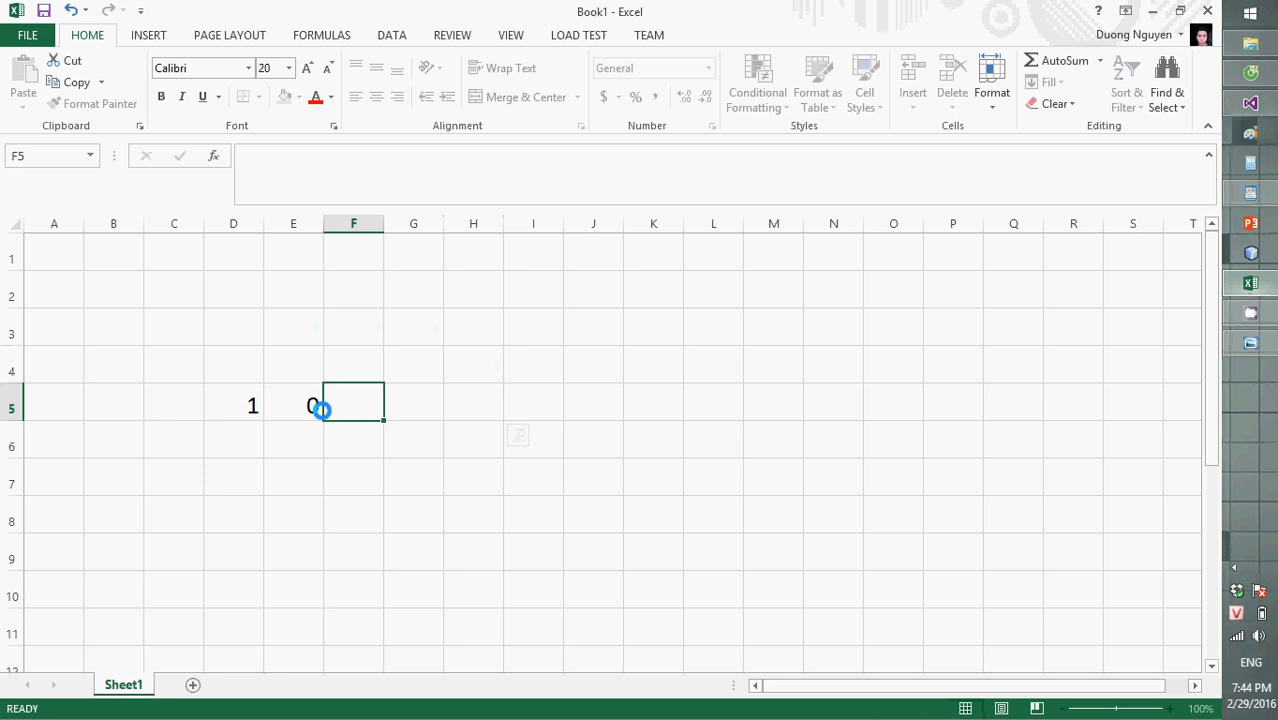 Book1 - Excel
FILE HOME INSERT PAGE LAYOUT FORMULAS DATA REVIEW VIEW LOAD TEST TEAM
Duong Nguyen
Cut
Copy
Format Painter
Paste
Clipboard
Calibri 20
B I U A
Font
Wrap Text
Merge & Center
Alignment
General
$ % ,
Number
Conditional Formatting
Format as Table
Cell Styles
Styles
Insert Delete Format
Cells
AutoSum
Fill
Clear
Sort & Filter
Find & Select
Editing
F5
fx
A B C D E F G H J K L M N O P Q R S T
1
2
3
4
5 1 0
6
7
8
9
10
11
12
Sheet1
READY
100%
ENG
7:44 PM
2/29/2016